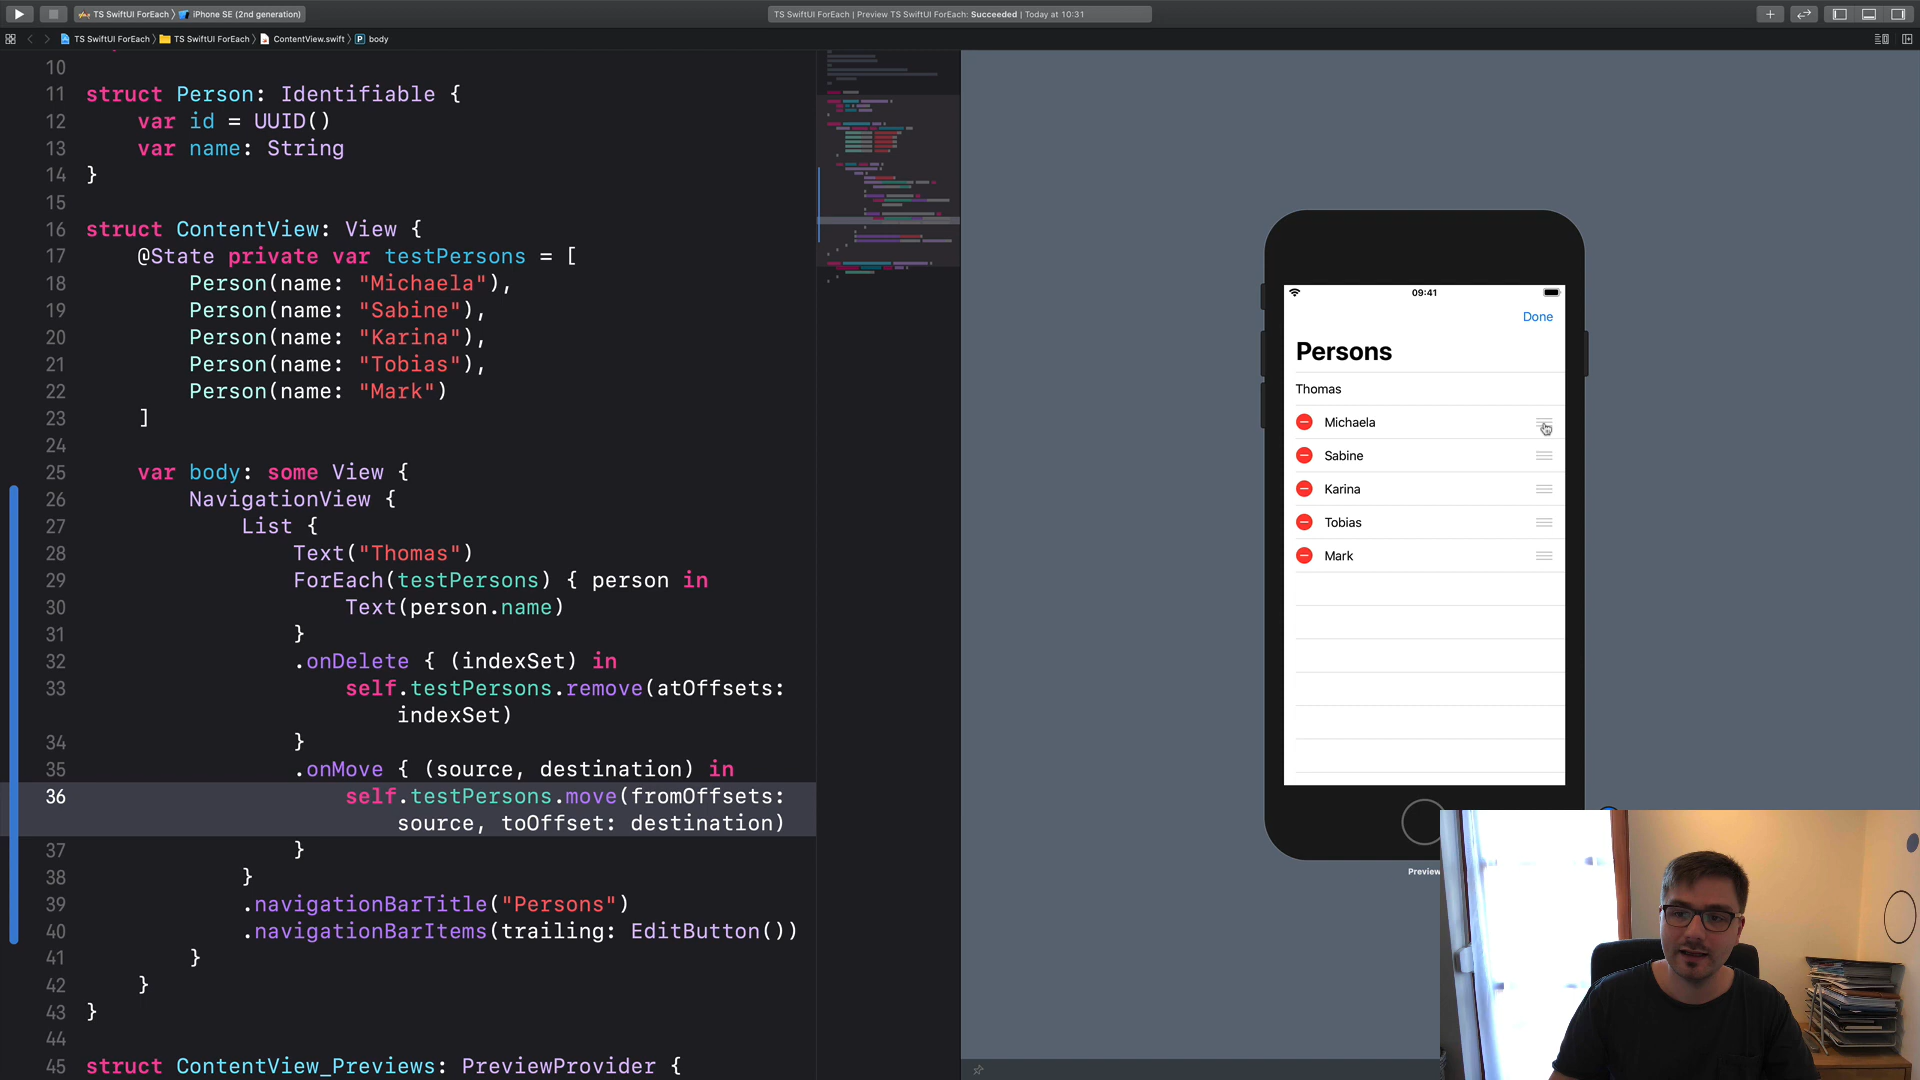 TS SwiftUI ForEach
iPhone SE (2nd generation)
TS SwiftUI ForEach | Preview TS SwiftUI ForEach: Succeeded | Today at 10:31
TS SwiftUI ForEach
TS SwiftUI ForEach
ContentView.swift
P body
10
11 struct Person: Identifiable {
12 var id = UUID()
13 var name: String
14 }
15
16 struct ContentView: View {
17 @State private var testPersons = [
18 Person(name: "Michaela"),
19 Person(name: "Sabine"),
20 Person(name: "Karina"),
21 Person(name: "Tobias"),
22 Person(name: "Mark")
23 ]
24
25 var body: some View {
26 NavigationView {
27 List {
28 Text("Thomas")
29 ForEach(testPersons) { person in
30 Text(person.name)
31 }
32 .onDelete { (indexSet) in
33 self.testPersons.remove(atOffsets:
indexSet)
34 }
35 .onMove { (source, destination) in
36 self.testPersons.move(fromOffsets:
source, toOffset: destination)
37 }
38 }
39 .navigationBarTitle("Persons")
40 .navigationBarItems(trailing: EditButton())
41 }
42 }
43 }
44
45 struct ContentView_Previews: PreviewProvider {
09:41
Done
Persons
Thomas
Michaela
Sabine
Karina
Tobias
Mark
Preview